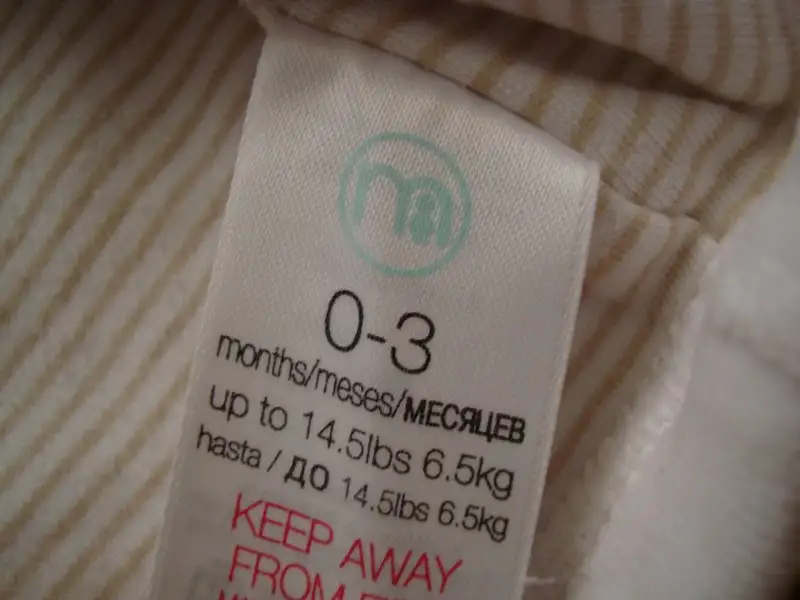 m
0-3
months/meses/МЕСЯЦЕВ
up to 14.5lbs 6.5kg
hasta / ДО 14.5lbs 6.5kg
KEEP AWAY
FROM